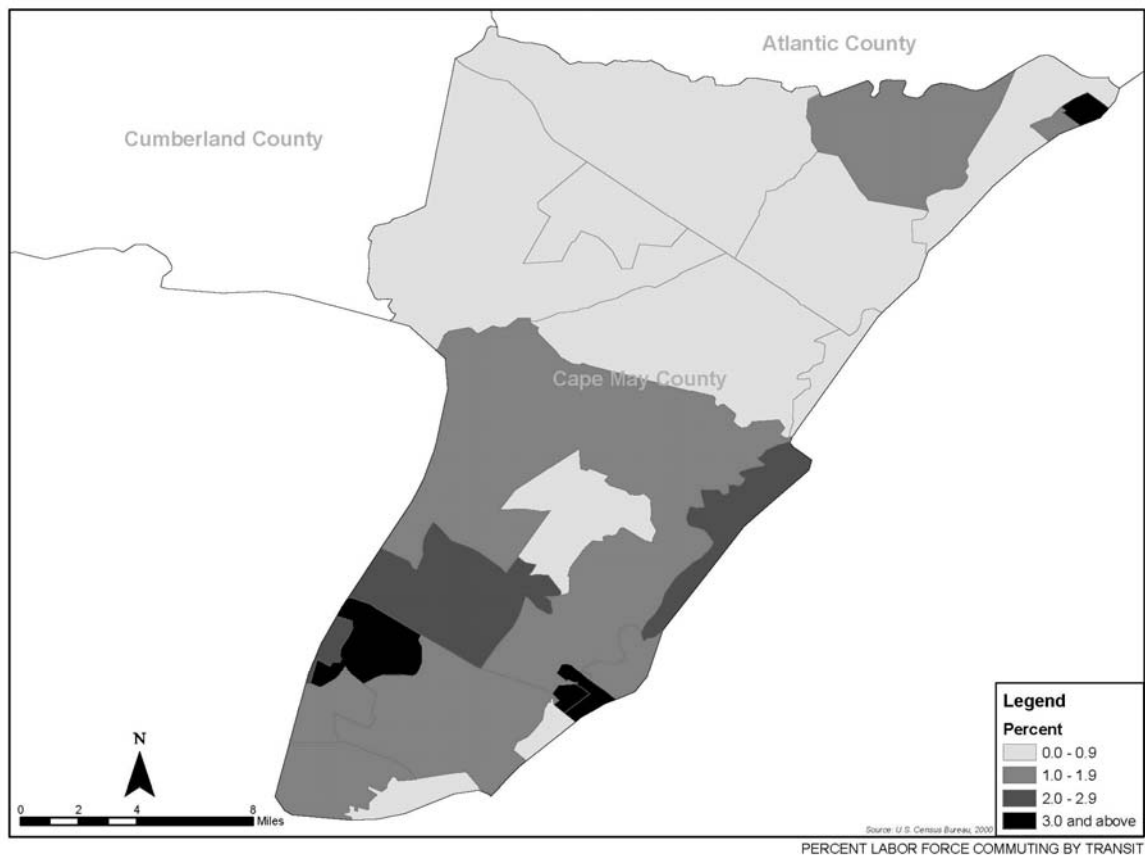 Atlantic County
Cumberland County
Cape May County
N
0 2 4 8
Miles
Legend
Percent
0.0 - 0.9
1.0 - 1.9
2.0 - 2.9
3.0 and above
Source: U.S. Census Bureau, 2000
PERCENT LABOR FORCE COMMUTING BY TRANSIT